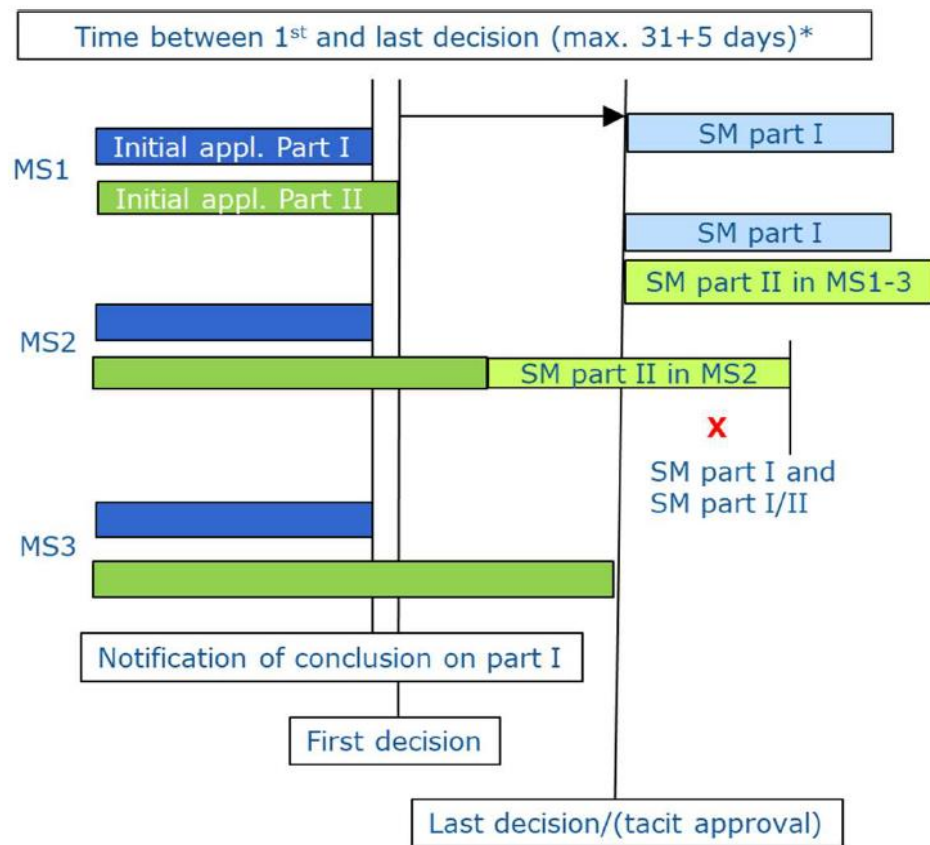 Time between 1st and last decision (max. 31+5 days)*
MS1
Initial appl. Part I
SM part I
Initial appl. Part II
SM part I
SM part II in MS1-3
MS2
SM part II in MS2
X
SM part I and
SM part I/II
MS3
Notification of conclusion on part I
First decision
Last decision/(tacit approval)